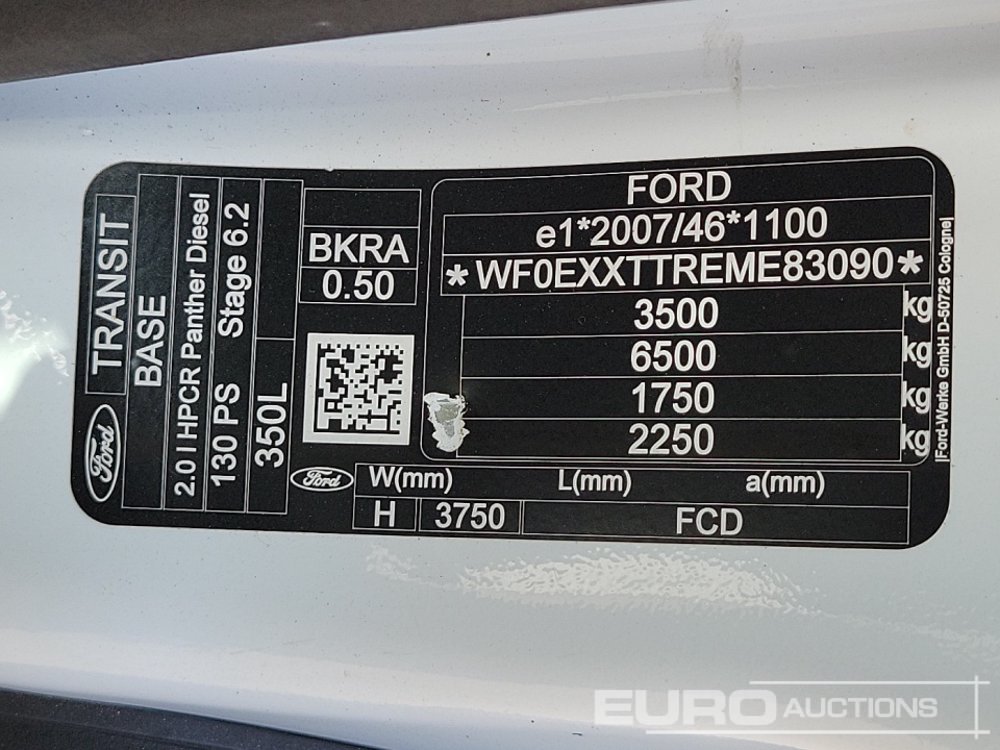 Ford
TRANSIT
BASE
2.0 l HPCR Panther Diesel
130 PS Stage 6.2
350L
BKRA
0.50
Ford
FORD
e1*2007/46*1100
*WF0EXXTTREME83090*
3500 kg
6500 kg
1750 kg
2250 kg
W(mm) L(mm) a(mm)
H 3750 FCD
|Ford-Werke GmbH D-50725 Cologne|
EURO AUCTIONS